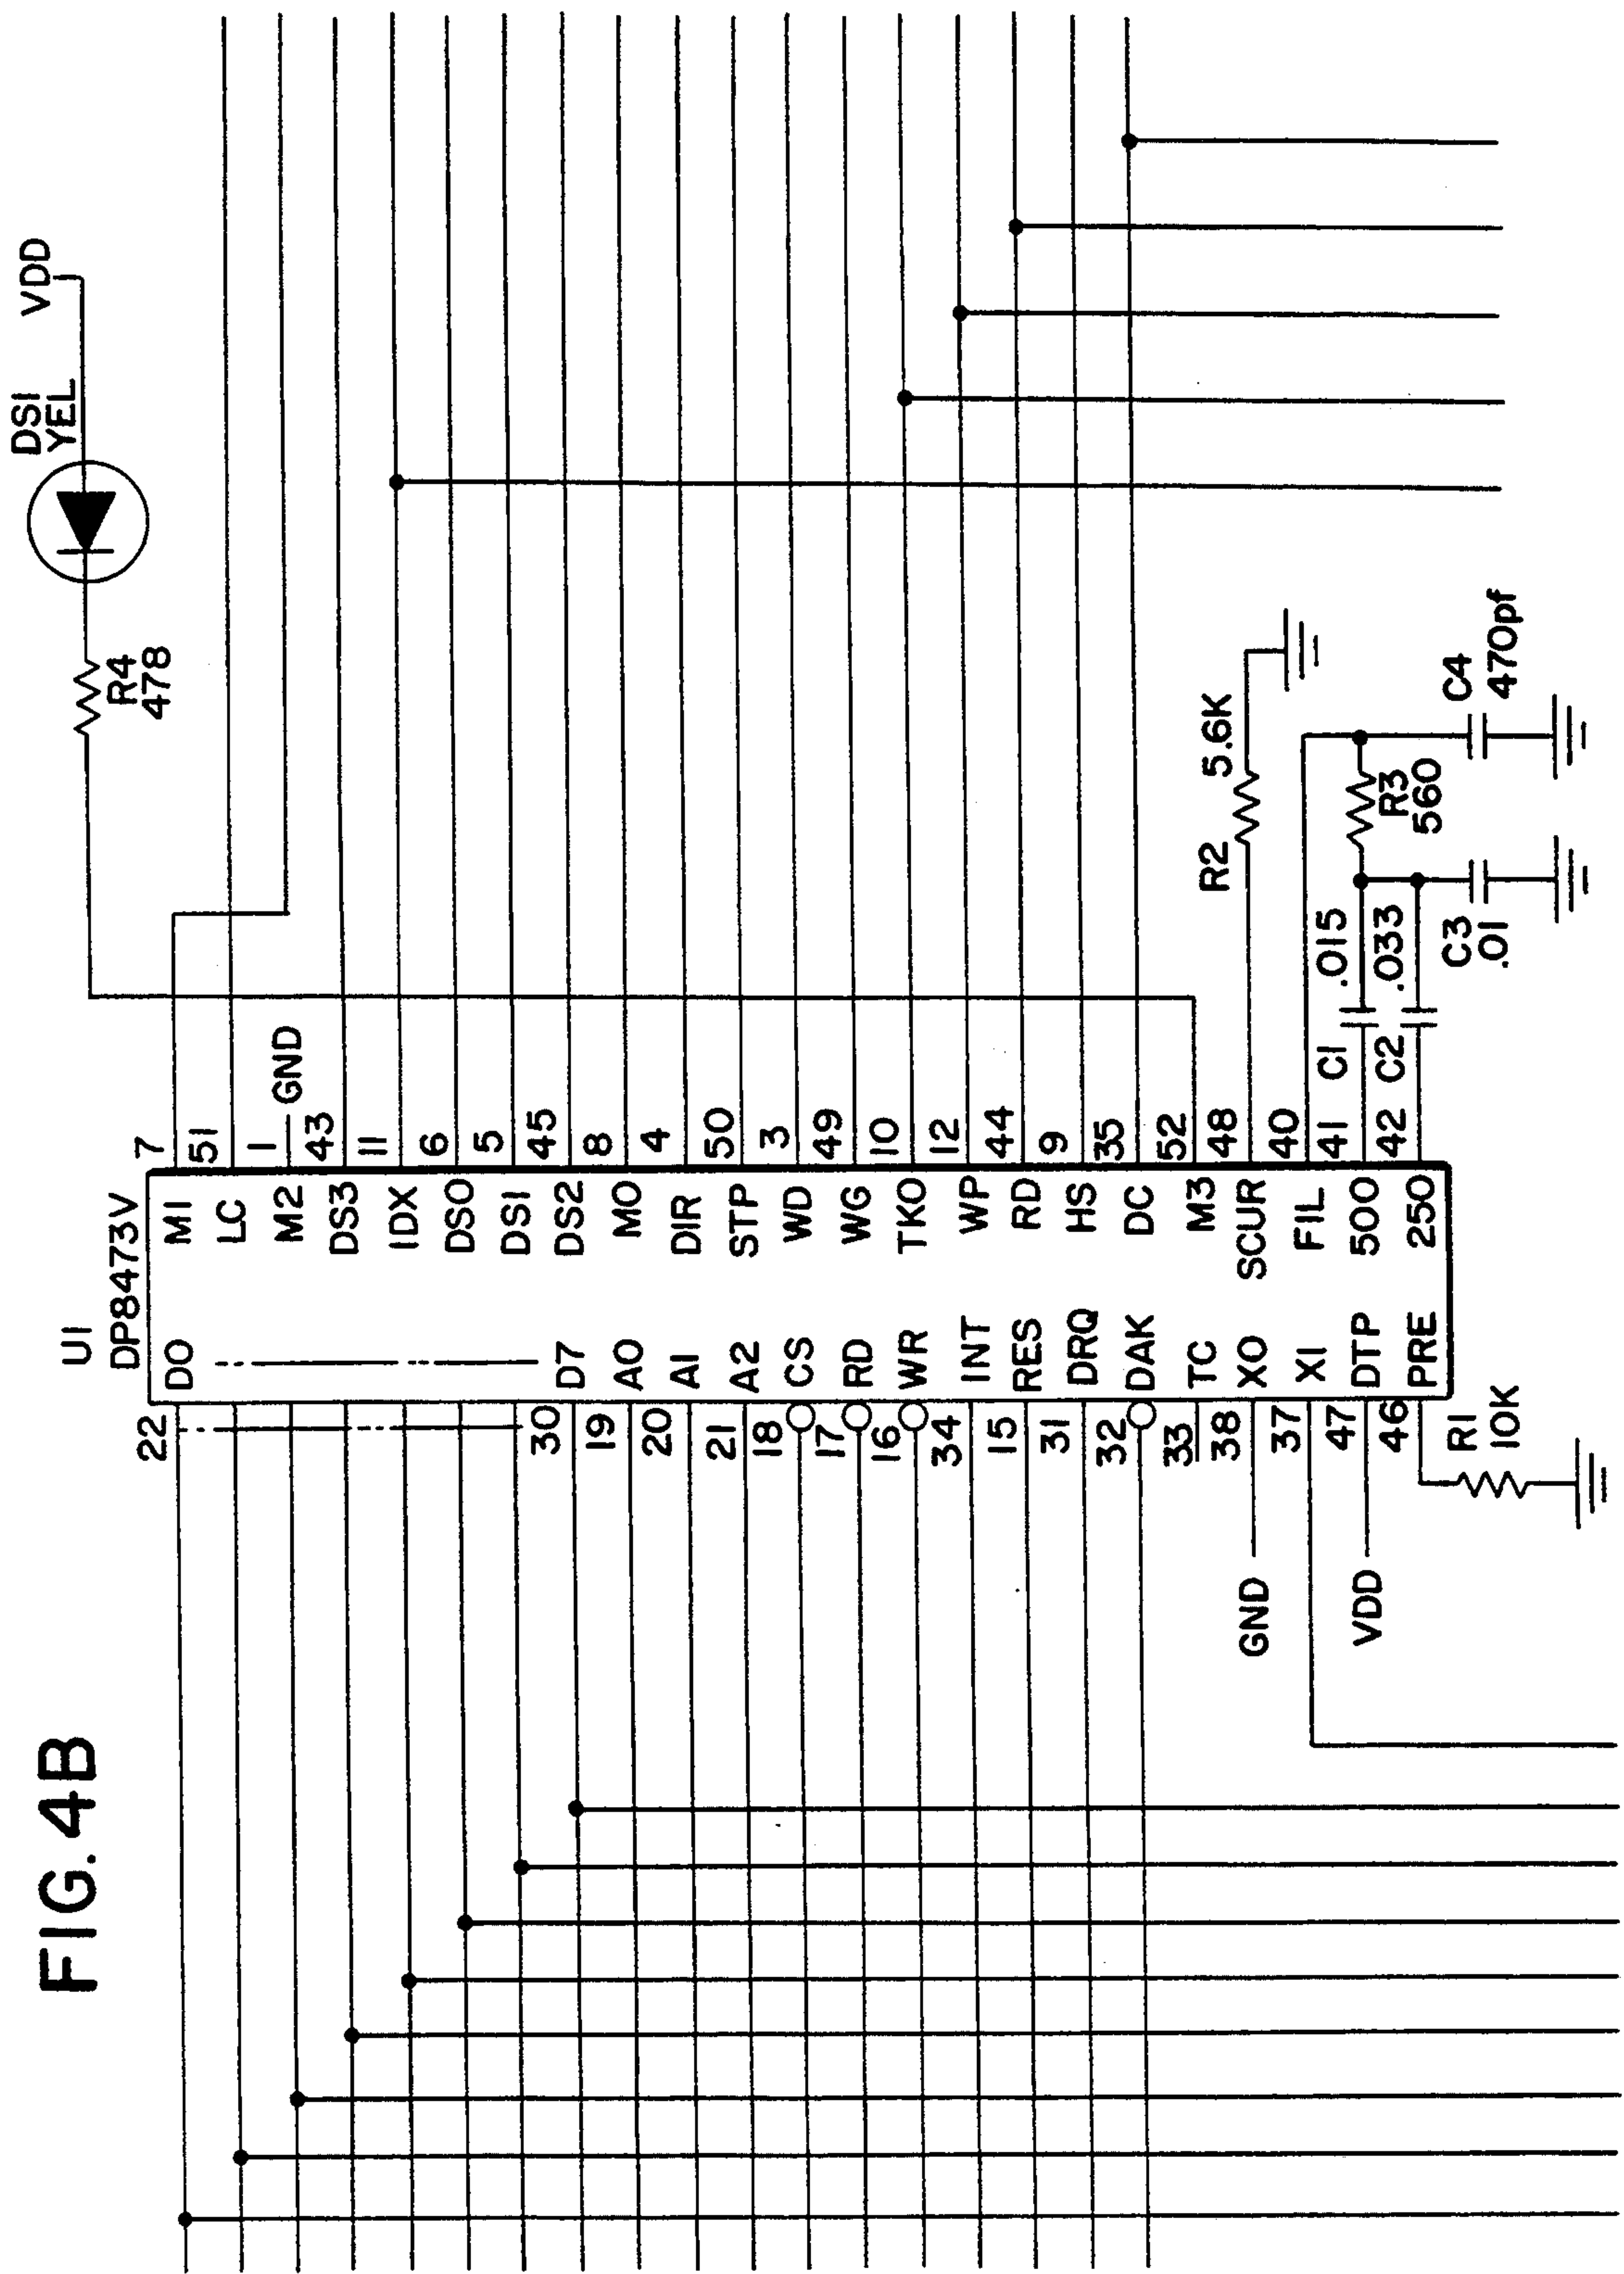 FIG. 4B
DS1
YEL
VDD
R4
478
U1
DP8473V
22
D0
M1
7
LC
51
M2
1
GND
DS3
43
IDX
11
DS0
6
DS1
5
30
D7
DS2
45
19
A0
MO
8
20
A1
DIR
4
21
A2
STP
50
18
CS
WD
3
17
RD
WG
49
16
WR
TKO
10
34
INT
WP
12
15
RES
RD
44
31
DRQ
HS
9
32
DAK
DC
35
33
TC
M3
52
GND
38
XO
SCUR
48
R2
5.6K
37
XI
FIL
40
VDD
47
DTP
500
41
C1
.015
R3
560
46
PRE
250
42
C2
.033
R1
10K
C3
.01
C4
470pf